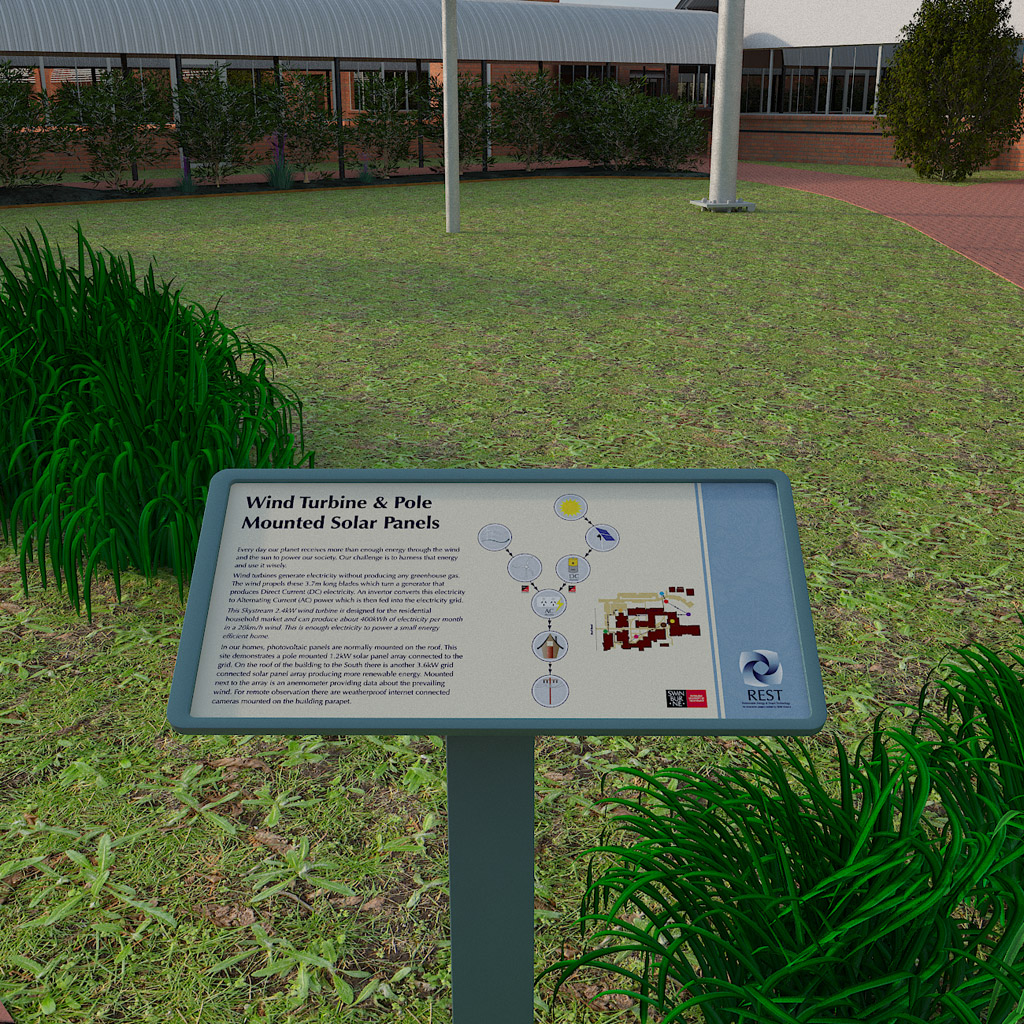 Wind Turbine & Pole
Mounted Solar Panels
Every day our planet receives more than enough energy through the wind
and the sun to power our society. Our challenge is to harness that energy
and use it wisely.
Wind turbines generate electricity without producing any greenhouse gas.
The wind propels these 3.7m long blades which turn a generator that
produces Direct Current (DC) electricity. An invertor converts this electricity
to Alternating Current (AC) power which is then fed into the electricity grid.
This Skystream 2.4kW wind turbine is designed for the residential
household market and can produce about 400kWh of electricity per month
in a 20km/h wind. This is enough electricity to power a small energy
efficient home.
In our homes, photovoltaic panels are normally mounted on the roof. This
site demonstrates a pole mounted 1.2kW solar panel array connected to the
grid. On the roof of the building to the South there is another 3.6kW grid
connected solar panel array producing more renewable energy. Mounted
next to the array is an anemometer providing data about the prevailing
wind. For remote observation there are weatherproof internet connected
cameras mounted on the building parapet.
DC
AC
SWIN
BUR
NE
REST